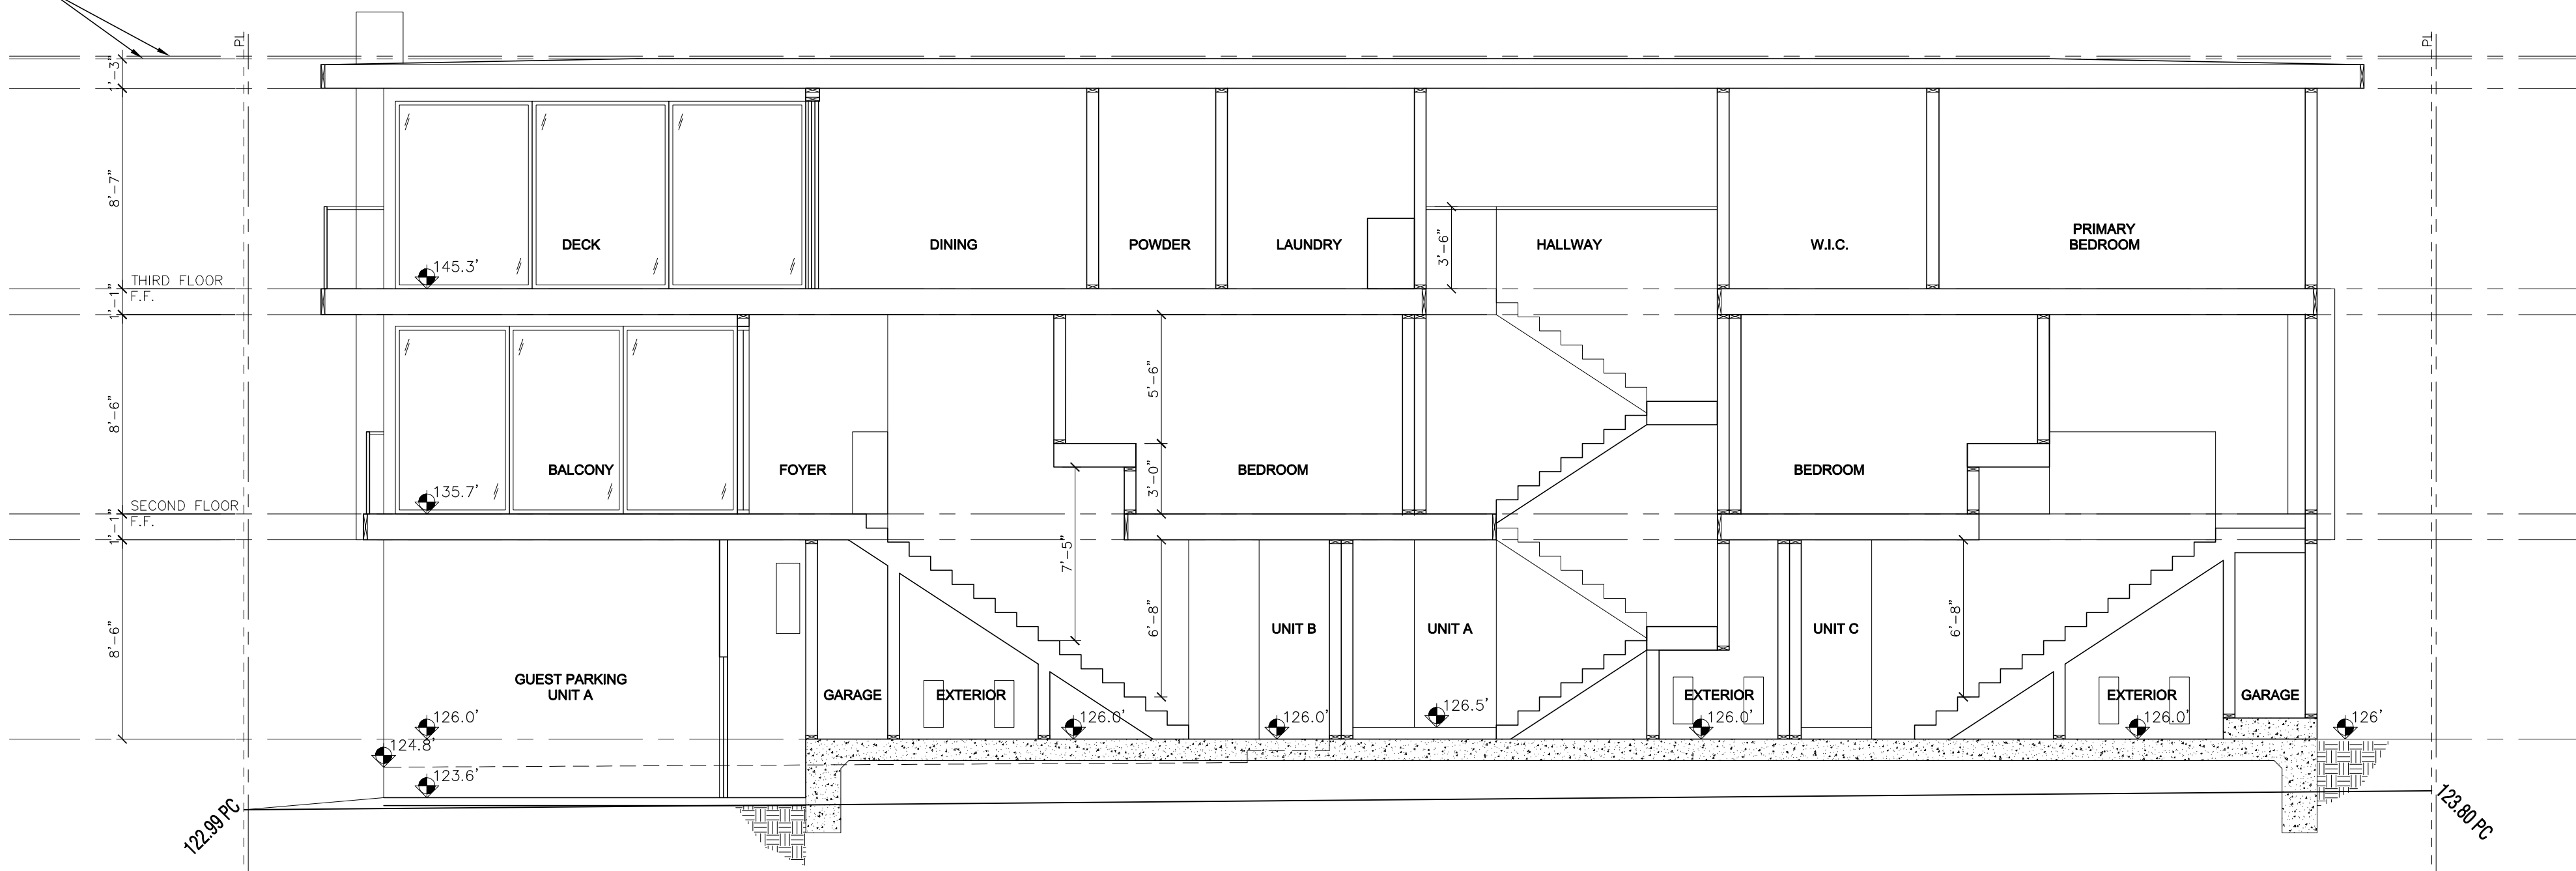 PL
PL
1'-3"
8'-7"
DECK
DINING
POWDER
LAUNDRY
3'-6"
HALLWAY
W.I.C.
PRIMARY
BEDROOM
145.3'
THIRD FLOOR
F.F.
1'-1"
8'-6"
5'-6"
BALCONY
FOYER
BEDROOM
BEDROOM
3'-0"
135.7'
SECOND FLOOR
F.F.
1'-1"
7'-5"
8'-6"
6'-8"
6'-8"
UNIT B
UNIT A
UNIT C
GUEST PARKING
UNIT A
GARAGE
EXTERIOR
EXTERIOR
EXTERIOR
GARAGE
126.0'
126.0'
126.0'
126.5'
126.0'
126.0'
126'
124.8'
123.6'
122.99 PC
123.80 PC